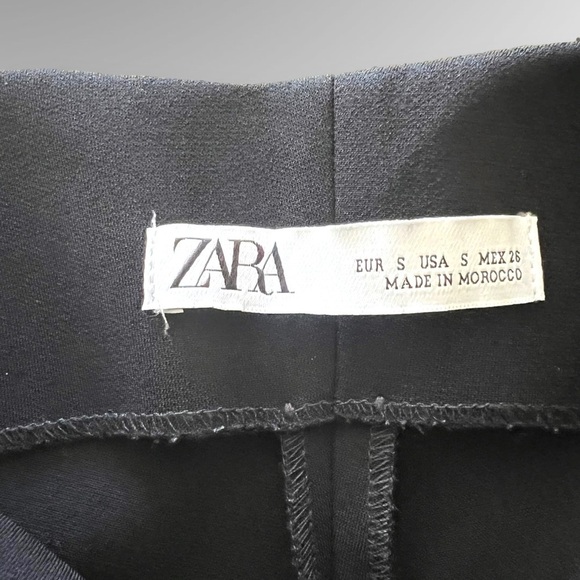 ZARA
EUR S USA S MEX 26
MADE IN MOROCCO